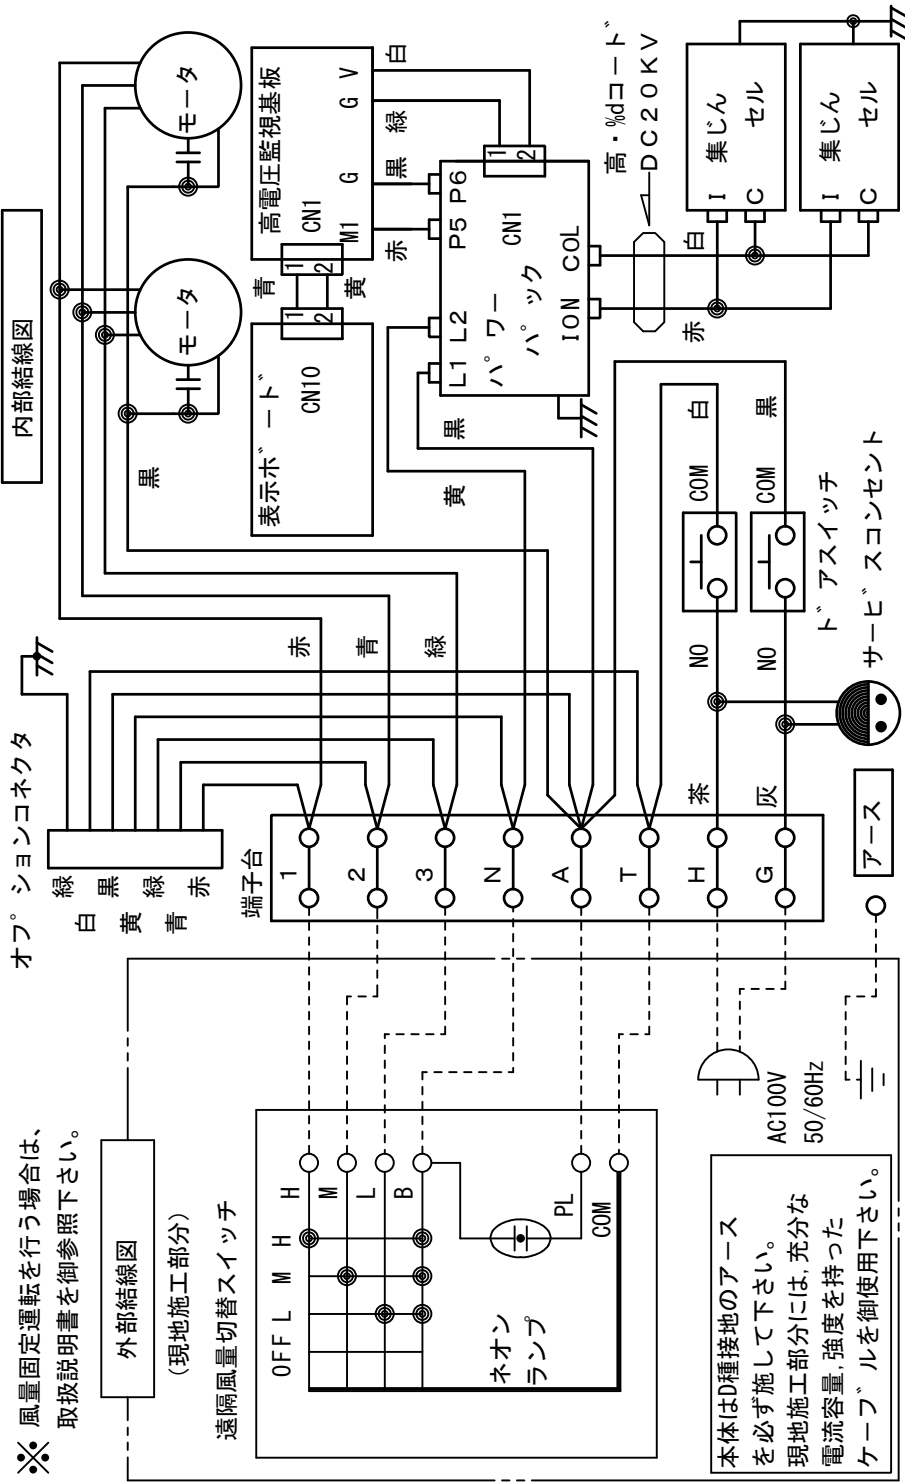 ※ 風量固定運転を行う場合は、
取扱説明書を御参照下さい。
外部結線図
(現地施工部分)
遠隔風量切替スイッチ
OFF L M H
H
M
L
B
PL
COM
ネオン
ランプ
AC100V
50/60Hz
本体はD種接地のアース
を必ず施して下さい。
現地施工部分には,充分な
電流容量,強度を持った
ケーブルを御使用下さい。
内部結線図
オプションコネクタ
緑
白
黒
黄
緑
青
赤
端子台
1
2
3
N
A
T
H
G
アース
赤
青
緑
茶
灰
NO
COM
白
NO
COM
黒
ドアスイッチ
サービスコンセント
黒
モータ
モータ
表示ボード
CN10
1
2
青
黄
1
2
高電圧監視基板
CN1
M1
G
G
V
赤
黒
緑
白
黒
黄
L1
L2
P5
P6
パワー
パック
CN1
1
2
ION
COL
高・%dコード
DC20KV
赤
白
I
C
集じん
セル
I
C
集じん
セル